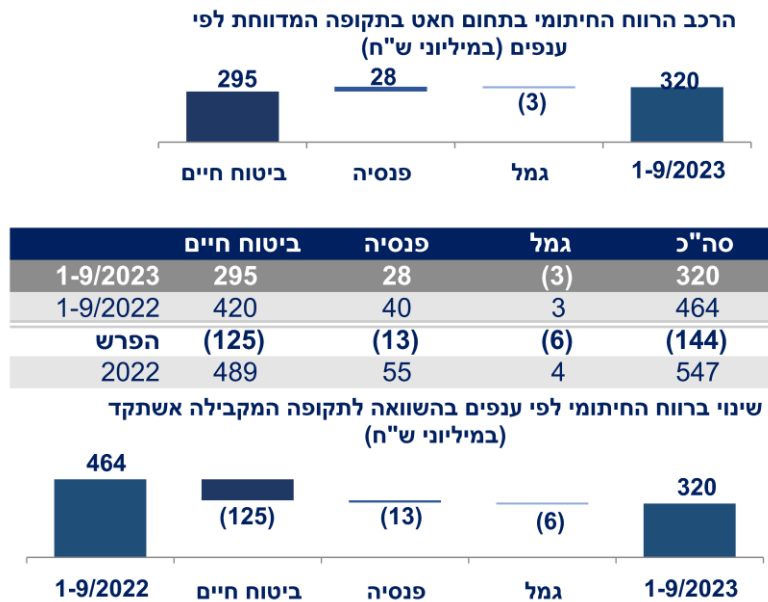 הרכב הרווח החיתומי בתחום חאט בתקופה המדווחת לפי
ענפים (במיליוני ש"ח)
295 28 (3) 320
ביטוח חיים פנסיה גמל 1-9/2023
ביטוח חיים פנסיה גמל סה"כ
1-9/2023 295 28 (3) 320
1-9/2022 420 40 3 464
הפרש (125) (13) (6) (144)
2022 489 55 4 547
שינוי ברווח החיתומי לפי ענפים בהשוואה לתקופה המקבילה אשתקד
(במיליוני ש"ח)
464 (125) (13) (6) 320
1-9/2022 ביטוח חיים פנסיה גמל 1-9/2023